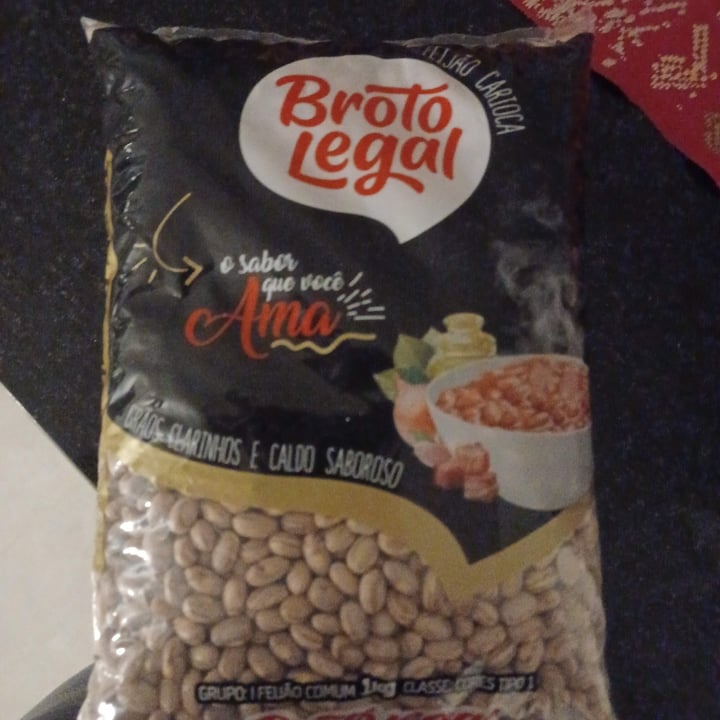 FEIJÃO CARIOCA
Broto
Legal
o sabor
que você
Ama
GRÃOS CLARINHOS E CALDO SABOROSO
GRUPO: I FEIJÃO COMUM 1kg CLASSE: CORES TIPO 1